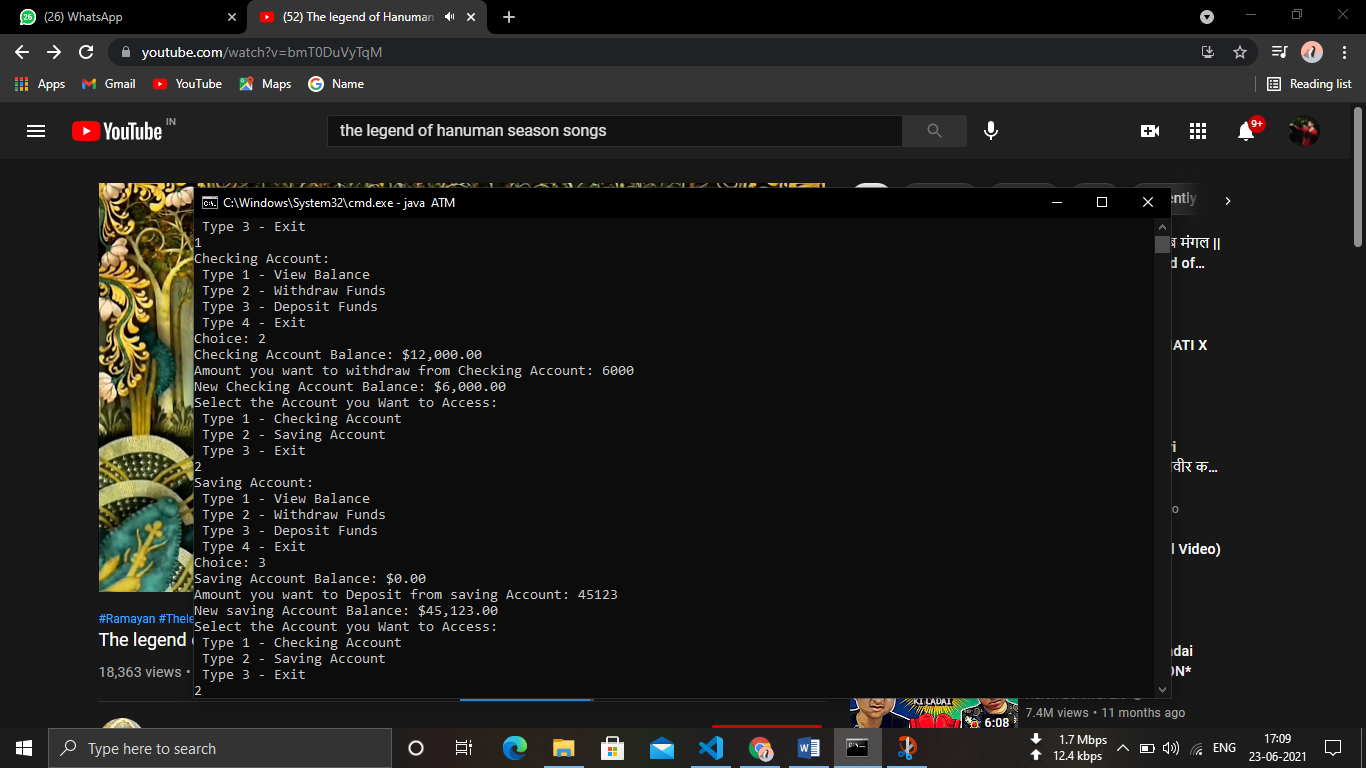 (26) WhatsApp
(52) The legend of Hanuman
youtube.com/watch?v=bmT0DuVyTqM
Apps Gmail YouTube Maps Name Reading list
YouTube IN
the legend of hanuman season songs
9+
C:\Windows\System32\cmd.exe - java ATM
Type 3 - Exit
1
Checking Account:
Type 1 - View Balance
Type 2 - Withdraw Funds
Type 3 - Deposit Funds
Type 4 - Exit
Choice: 2
Checking Account Balance: $12,000.00
Amount you want to withdraw from Checking Account: 6000
New Checking Account Balance: $6,000.00
Select the Account you Want to Access:
Type 1 - Checking Account
Type 2 - Saving Account
Type 3 - Exit
2
Saving Account:
Type 1 - View Balance
Type 2 - Withdraw Funds
Type 3 - Deposit Funds
Type 4 - Exit
Choice: 3
Saving Account Balance: $0.00
Amount you want to Deposit from saving Account: 45123
New saving Account Balance: $45,123.00
Select the Account you Want to Access:
Type 1 - Checking Account
Type 2 - Saving Account
Type 3 - Exit
2
#Ramayan #Thele
The legend
18,363 views •
ently
मंगल ||
d of...
ATI X
ri
वीर क...
l Video)
dai
ON*
KI LADAI
6:08
7.4M views • 11 months ago
Type here to search
1.7 Mbps
12.4 kbps
ENG
17:09
23-06-2021